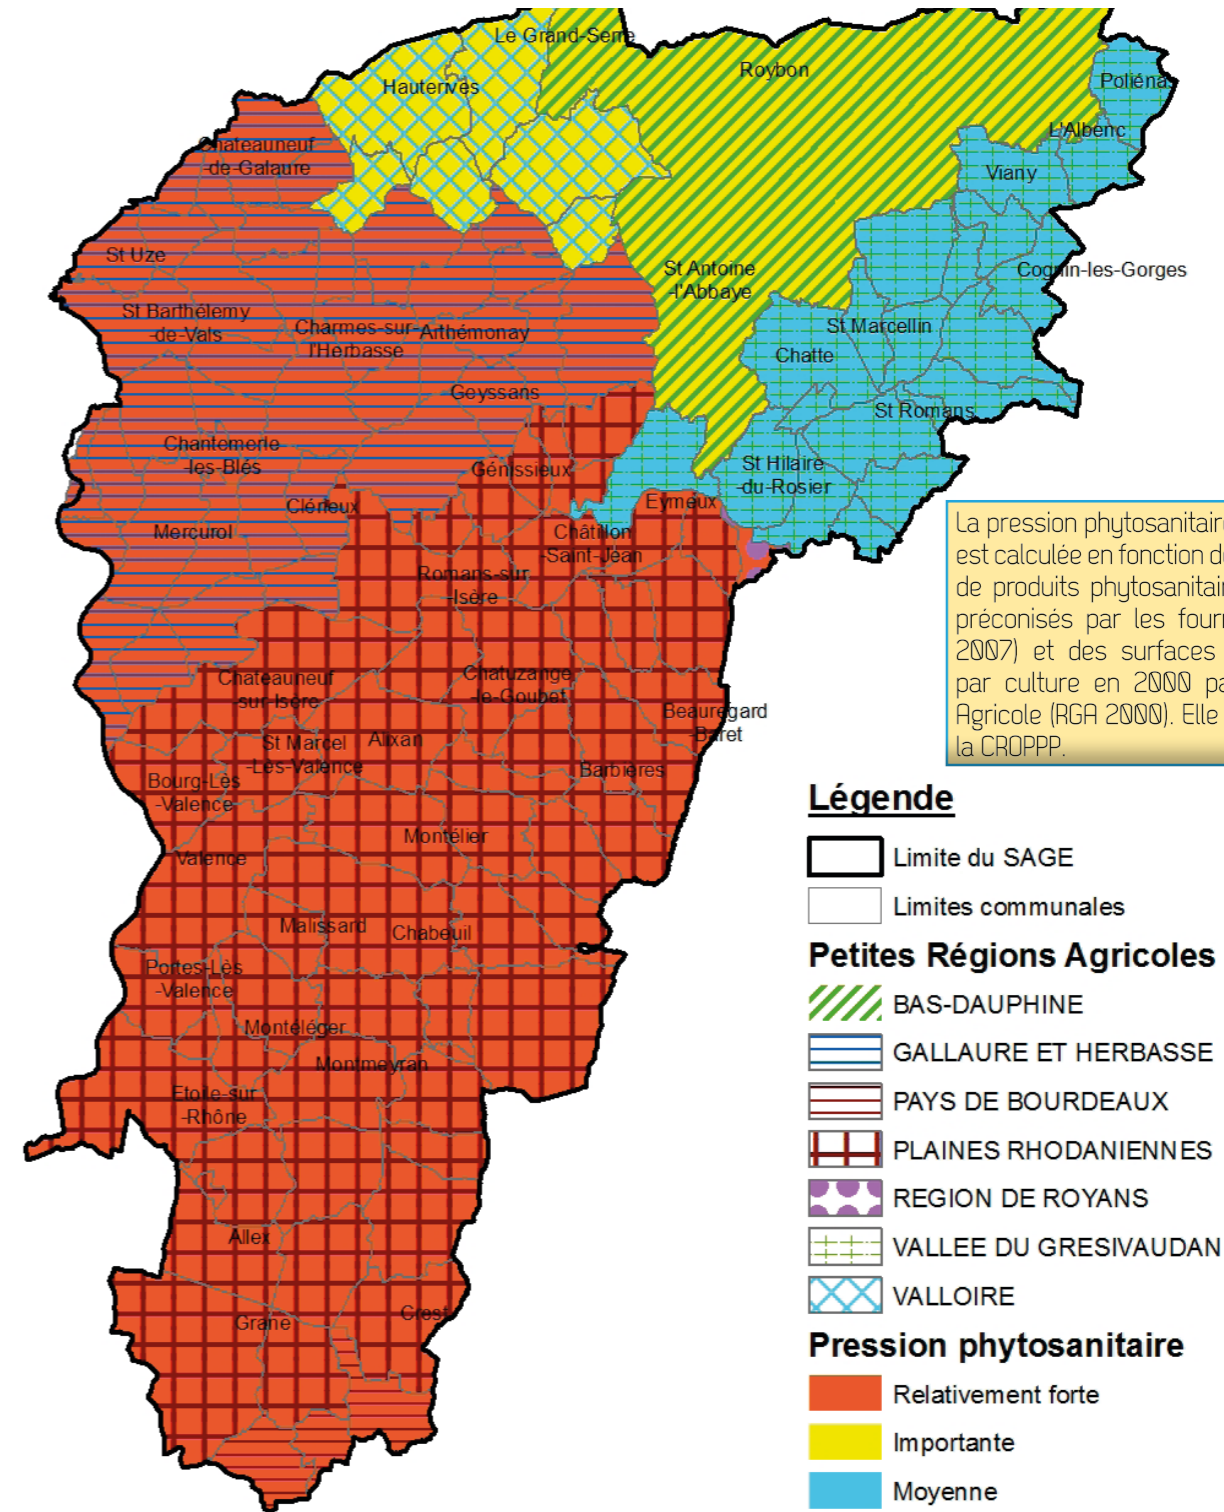 Le Grand-Serre
Roybon
Poliéna
Hauterives
L'Albenc
Chateauneuf
-de-Galaure
Viany
St Uze
St Antoine
-l'Abbaye
Cognin-les-Gorges
St Barthélemy
-de-Vals
Charmes-sur-
l'Herbasse
Arthémonay
St Marcellin
Chatte
Geyssans
St Romans
Chantemerle
-les-Blés
Génissieux
St Hilaire
-du-Rosier
Clérieux
Eymeux
Mercurol
Châtillon
-Saint-Jean
Romans-sur
-Isère
Chateauneuf
-sur-Isère
Chatuzange
-le-Goubet
Beauregard
-Baret
St Marcel
-Lès-Valence
Alixan
Barbières
Bourg-Lès
-Valence
Montélier
Valence
Malissard
Chabeuil
Portes-Lès
-Valence
Montéléger
Montmeyran
Etoile-sur
-Rhône
Allex
Crest
Grane
La pression phytosanitaire
est calculée en fonction de
de produits phytosanitair
préconisés par les fourn
2007) et des surfaces
par culture en 2000 pa
Agricole (RGA 2000). Elle
la CROPPP.
Légende
Limite du SAGE
Limites communales
Petites Régions Agricoles
BAS-DAUPHINE
GALLAURE ET HERBASSE
PAYS DE BOURDEAUX
PLAINES RHODANIENNES
REGION DE ROYANS
VALLEE DU GRESIVAUDAN
VALLOIRE
Pression phytosanitaire
Relativement forte
Importante
Moyenne